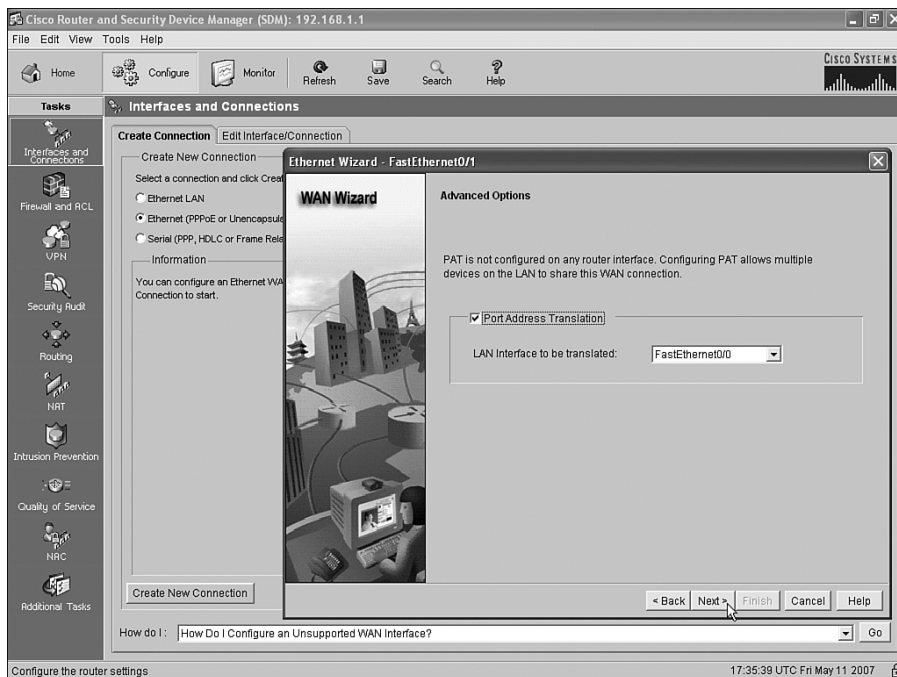 Cisco Router and Security Device Manager (SDM): 192.168.1.1
File Edit View Tools Help
Home Configure Monitor Refresh Save Search Help
CISCO SYSTEMS
Tasks
Interfaces and Connections
Interfaces and Connections
Firewall and ACL
VPN
Security Audit
Routing
NAT
Intrusion Prevention
Quality of Service
NAC
Additional Tasks
Create Connection Edit Interface/Connection
Create New Connection
Select a connection and click Crea
Ethernet LAN
Ethernet (PPPoE or Unencapsule
Serial (PPP, HDLC or Frame Rela
Information
You can configure an Ethernet WA
Connection to start.
Create New Connection
Ethernet Wizard - FastEthernet0/1
WAN Wizard
Advanced Options
PAT is not configured on any router interface. Configuring PAT allows multiple
devices on the LAN to share this WAN connection.
Port Address Translation
LAN Interface to be translated: FastEthernet0/0
< Back Next > Finish Cancel Help
How do I : How Do I Configure an Unsupported WAN Interface? Go
Configure the router settings 17:35:39 UTC Fri May 11 2007